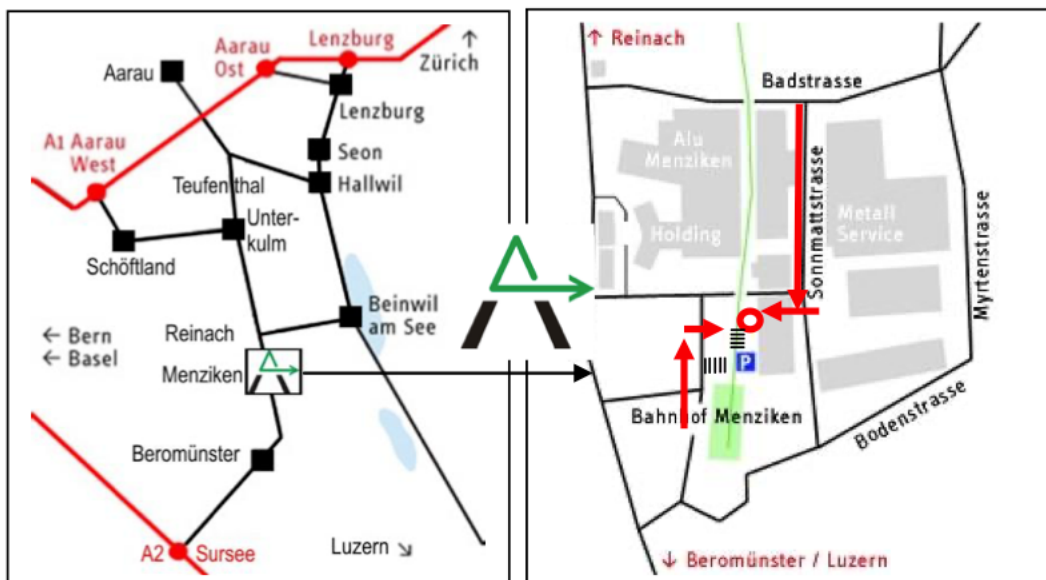 Aarau
Aarau
Ost
Lenzburg
↑
Zürich
Lenzburg
A1 Aarau
West
Seon
Hallwil
Teufenthal
Unter-
kulm
Schöftland
← Bern
← Basel
Reinach
Beinwil
am See
Menziken
Beromünster
A2 Sursee
Luzern ↘
↑ Reinach
Badstrasse
Alu
Menziken
Sonnmattstrasse
Metall
Service
Holding
Myrtenstrasse
P
Bahnhof Menziken
Bodenstrasse
↓ Beromünster / Luzern